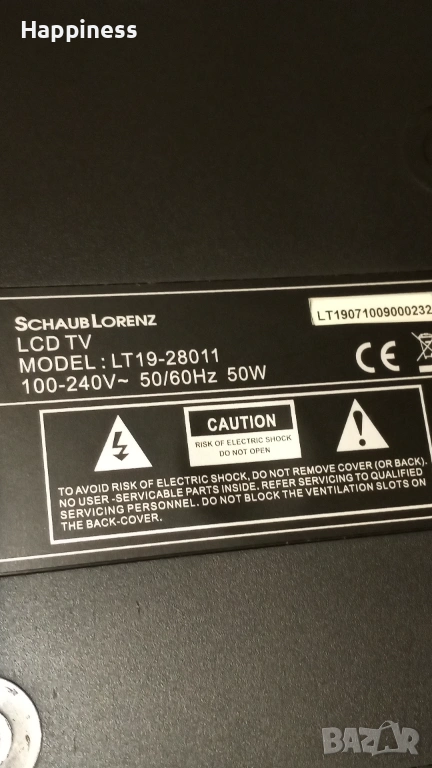 Happiness
SCHAUB LORENZ
LT19071009000232
LCD TV
MODEL : LT19-28011
100-240V~ 50/60Hz 50W
CE
CAUTION
RISK OF ELECTRIC SHOCK
DO NOT OPEN
TO AVOID RISK OF ELECTRIC SHOCK, DO NOT REMOVE COVER (OR BACK).
NO USER -SERVICABLE PARTS INSIDE. REFER SERVICING TO QUALIFIED
SERVICING PERSONNEL. DO NOT BLOCK THE VENTILATION SLOTS ON
THE BACK-COVER.
BAZAR